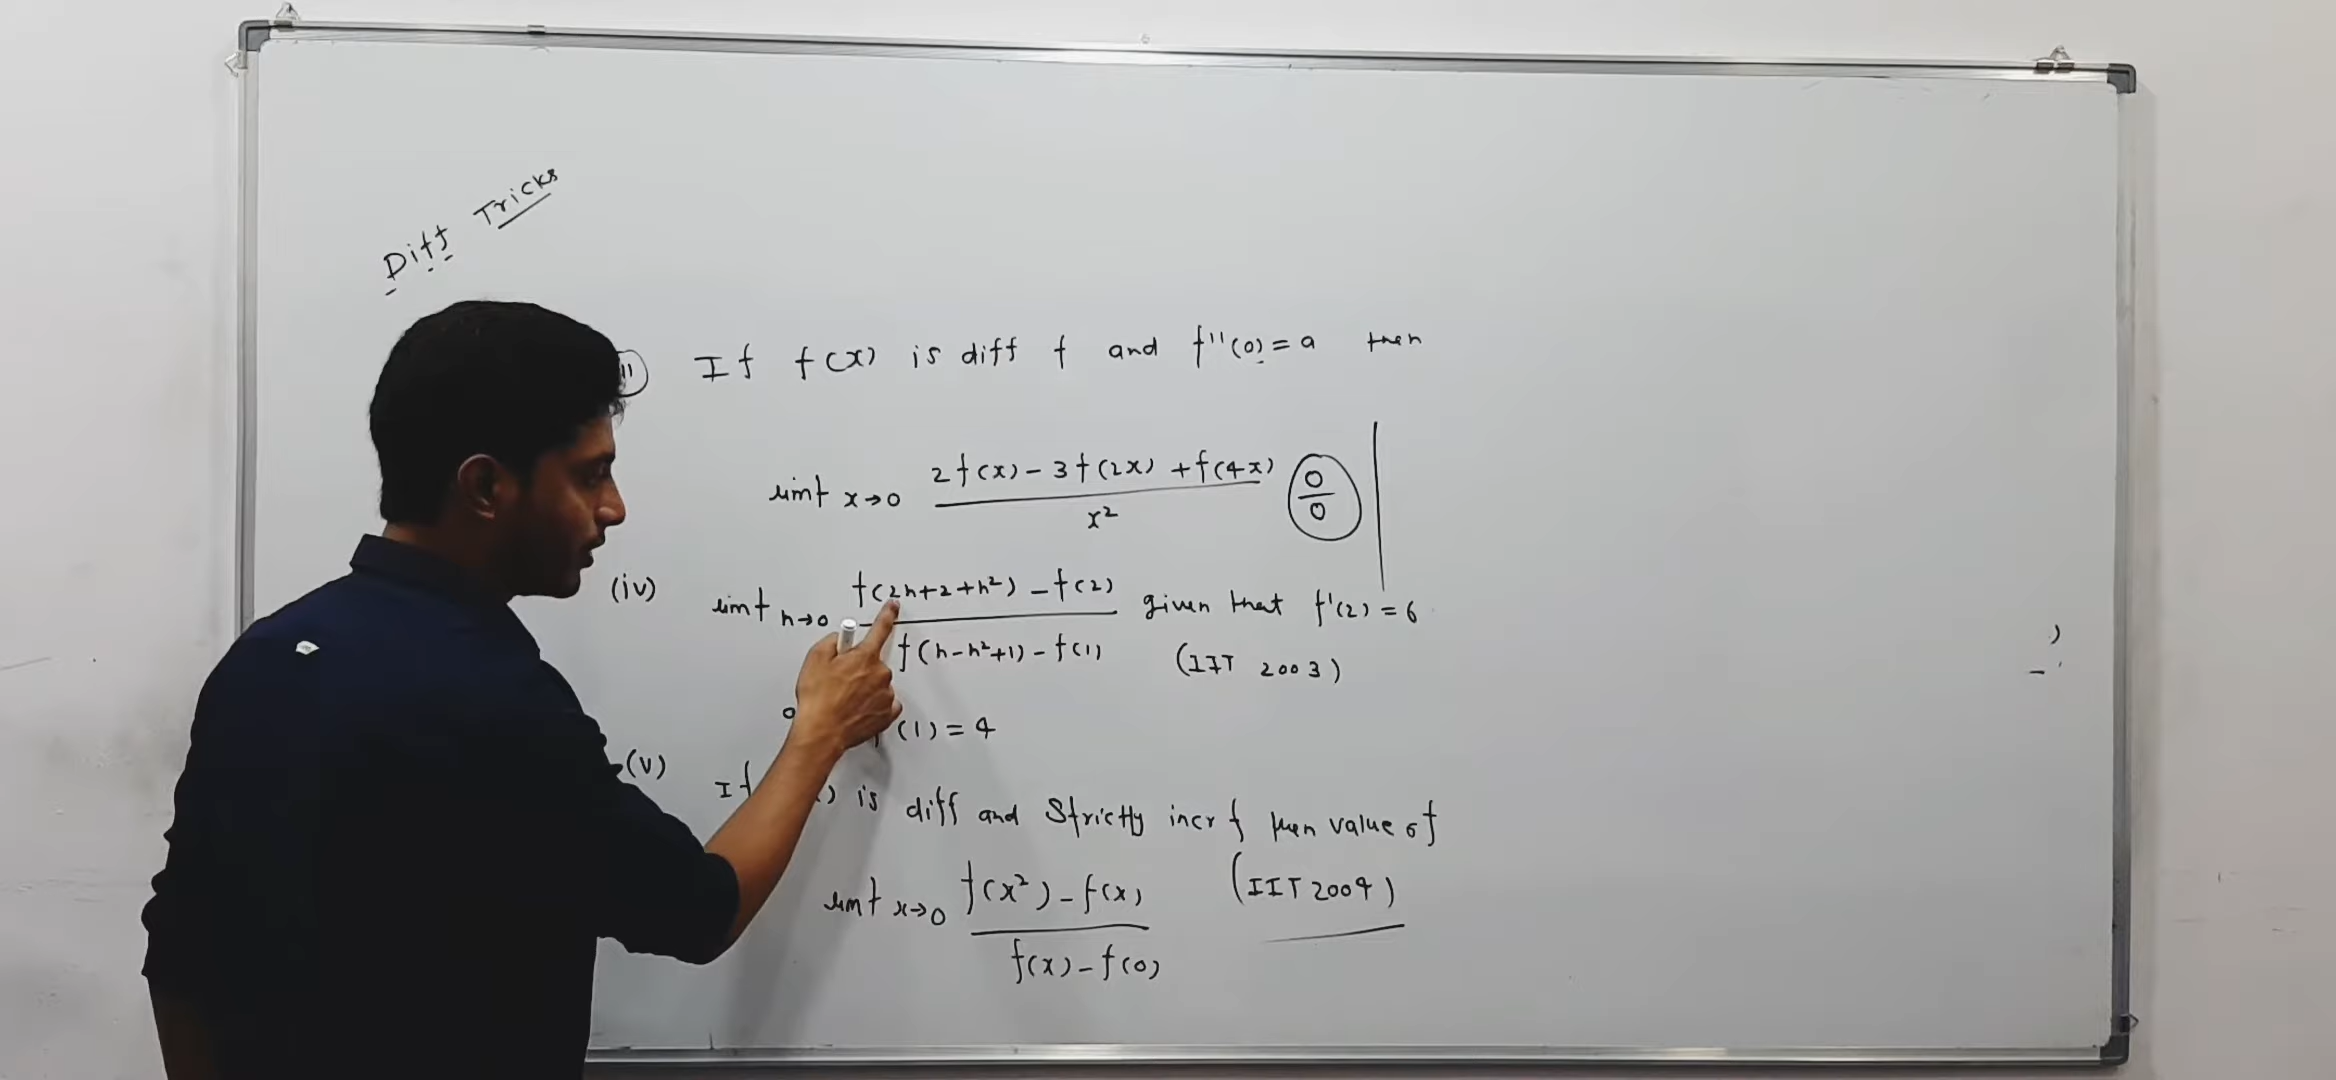 Diff Tricks
If f(x) is diff f and f''(0) = a then
limt x→0 2f(x) - 3f(2x) + f(4x) / x² 0/0
(iv) limt h→0 f(2h+2+h²) - f(2) / f(h-h²+1) - f(1) given that f'(2) = 6
(IIT 2003)
(1) = 4
(v) If is diff and Strictly incr f then value of
limt x→0 f(x²) - f(x) / f(x) - f(0) (IIT 2004)